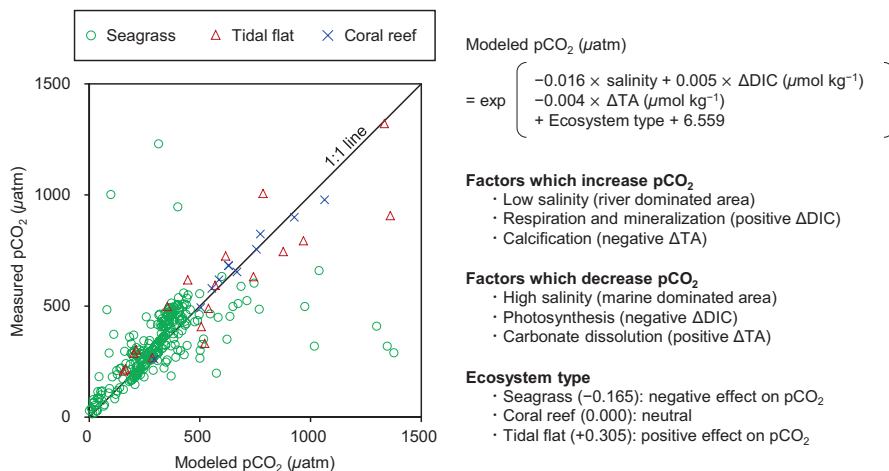 Seagrass
Tidal flat
Coral reef
1500
1000
500
0
0
500
1000
1500
Measured pCO₂ (µatm)
Modeled pCO₂ (µatm)
1:1 line
Modeled pCO₂ (µatm)
= exp
−0.016 × salinity + 0.005 × ΔDIC (µmol kg⁻¹)
−0.004 × ΔTA (µmol kg⁻¹)
+ Ecosystem type + 6.559
Factors which increase pCO₂
· Low salinity (river dominated area)
· Respiration and mineralization (positive ΔDIC)
· Calcification (negative ΔTA)
Factors which decrease pCO₂
· High salinity (marine dominated area)
· Photosynthesis (negative ΔDIC)
· Carbonate dissolution (positive ΔTA)
Ecosystem type
· Seagrass (−0.165): negative effect on pCO₂
· Coral reef (0.000): neutral
· Tidal flat (+0.305): positive effect on pCO₂